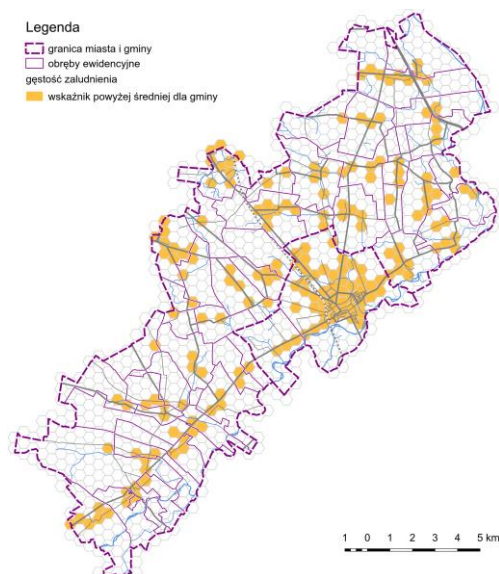 Legenda
granica miasta i gminy
obręby ewidencyjne
gęstość zaludnienia
wskaźnik powyżej średniej dla gminy
1 0 1 2 3 4 5 km